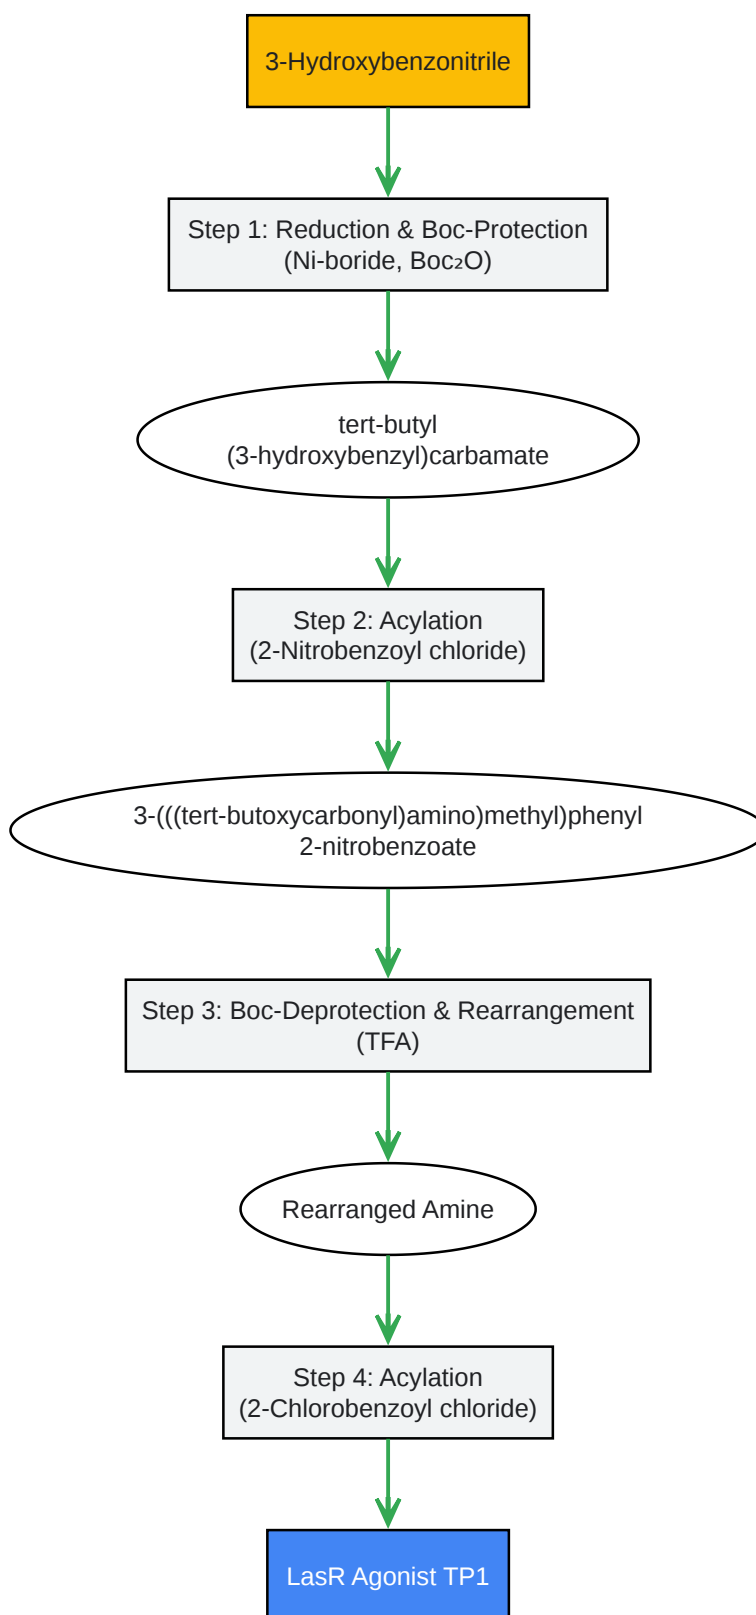 3-Hydroxybenzonitrile
Step 1: Reduction & Boc-Protection
(Ni-boride, Boc₂O)
tert-butyl
(3-hydroxybenzyl)carbamate
Step 2: Acylation
(2-Nitrobenzoyl chloride)
3-(((tert-butoxycarbonyl)amino)methyl)phenyl
2-nitrobenzoate
Step 3: Boc-Deprotection & Rearrangement
(TFA)
Rearranged Amine
Step 4: Acylation
(2-Chlorobenzoyl chloride)
LasR Agonist TP1